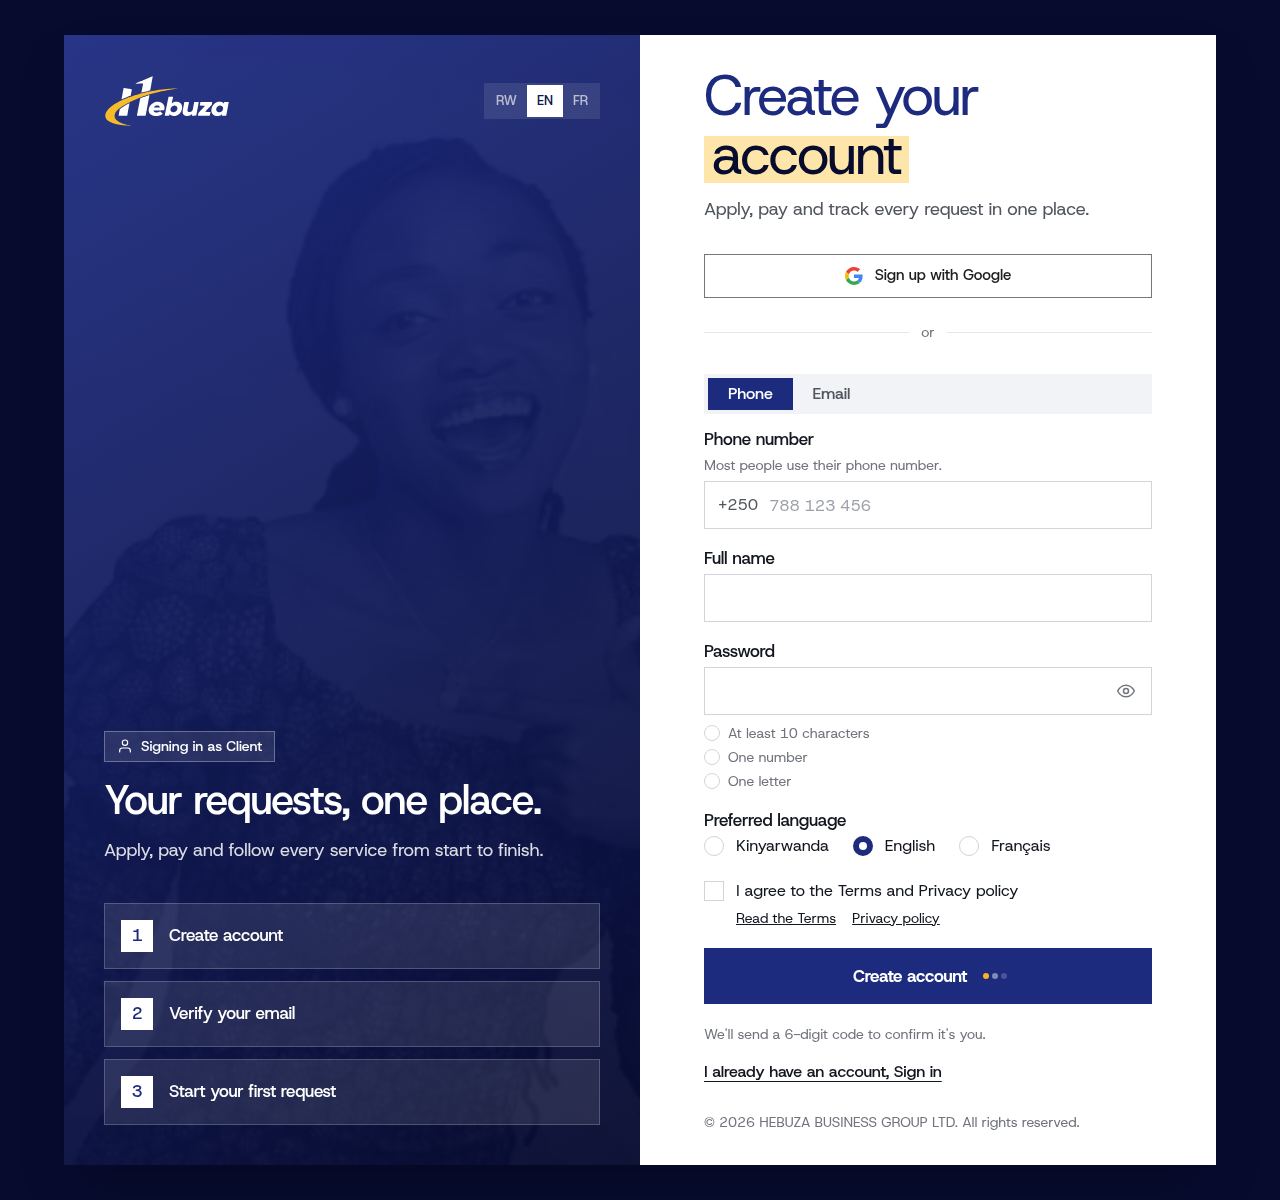 Hebuza
RW EN FR
Signing in as Client
Your requests, one place.
Apply, pay and follow every service from start to finish.
1 Create account
2 Verify your email
3 Start your first request
Create your
account
Apply, pay and track every request in one place.
Sign up with Google
or
Phone Email
Phone number
Most people use their phone number.
+250 788 123 456
Full name
Password
At least 10 characters
One number
One letter
Preferred language
Kinyarwanda English Français
I agree to the Terms and Privacy policy
Read the Terms Privacy policy
Create account
We'll send a 6-digit code to confirm it's you.
I already have an account, Sign in
© 2026 HEBUZA BUSINESS GROUP LTD. All rights reserved.